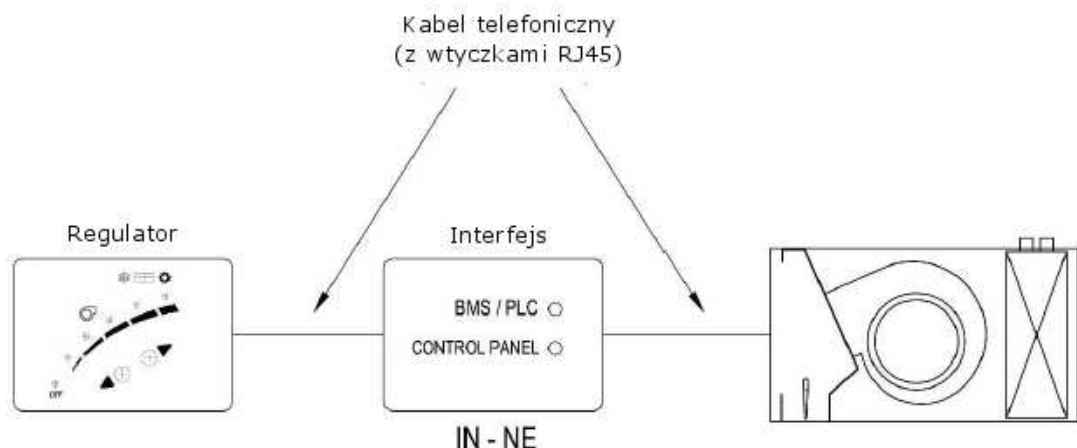 Kabel telefoniczny
(z wtyczkami RJ45)
Regulator
Interfejs
BMS / PLC
CONTROL PANEL
OFF
IN - NE